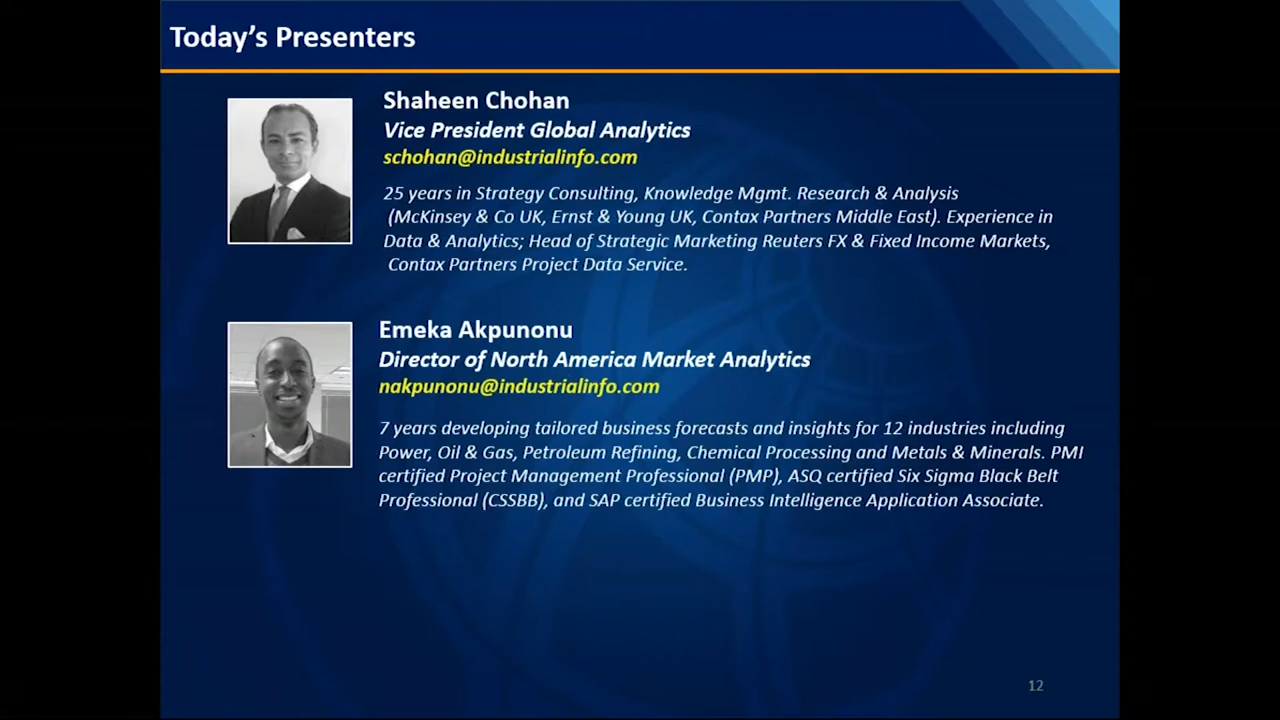 Today's Presenters
Shaheen Chohan
Vice President Global Analytics
schohan@industrialinfo.com
25 years in Strategy Consulting, Knowledge Mgmt. Research & Analysis
(McKinsey & Co UK, Ernst & Young UK, Contax Partners Middle East). Experience in
Data & Analytics; Head of Strategic Marketing Reuters FX & Fixed Income Markets,
Contax Partners Project Data Service.
Emeka Akpunonu
Director of North America Market Analytics
nakpunonu@industrialinfo.com
7 years developing tailored business forecasts and insights for 12 industries including
Power, Oil & Gas, Petroleum Refining, Chemical Processing and Metals & Minerals. PMI
certified Project Management Professional (PMP), ASQ certified Six Sigma Black Belt
Professional (CSSBB), and SAP certified Business Intelligence Application Associate.
12